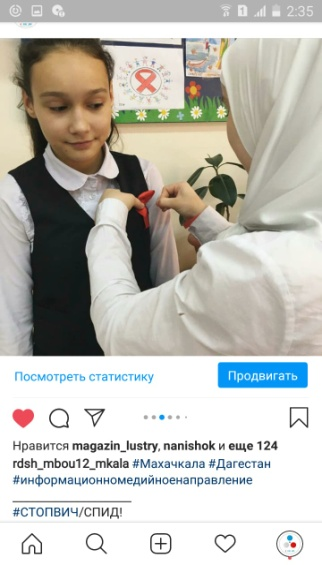 2:35
Посмотреть статистику
Продвигать
Нравится magazin_lustry, nanishok и еще 124
rdsh_mbou12_mkala #Махачкала #Дагестан
#информационномедийноенаправление
#СТОПВИЧ/СПИД!